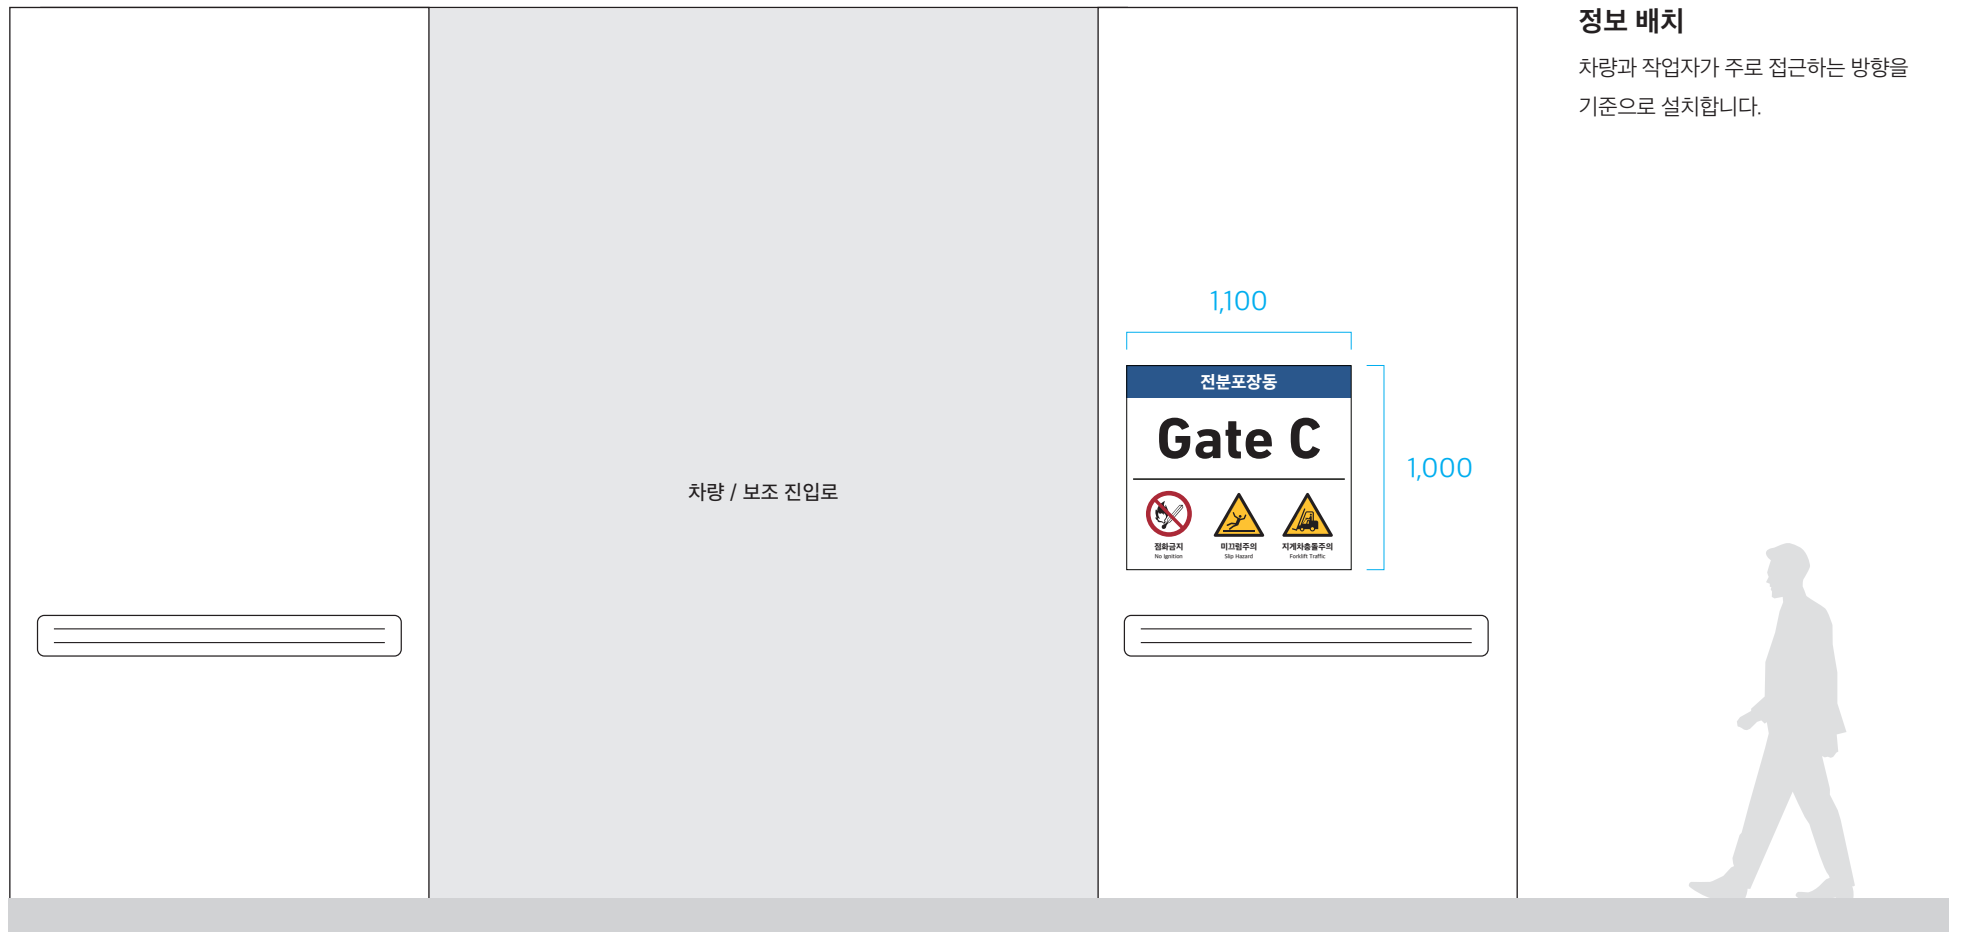 정보 배치
차량과 작업자가 주로 접근하는 방향을
기준으로 설치합니다.
1,100
전분포장동
Gate C
1,000
차량 / 보조 진입로
점화금지 미끄럼주의 지게차충돌주의
No Ignition Slip Hazard Forklift Traffic